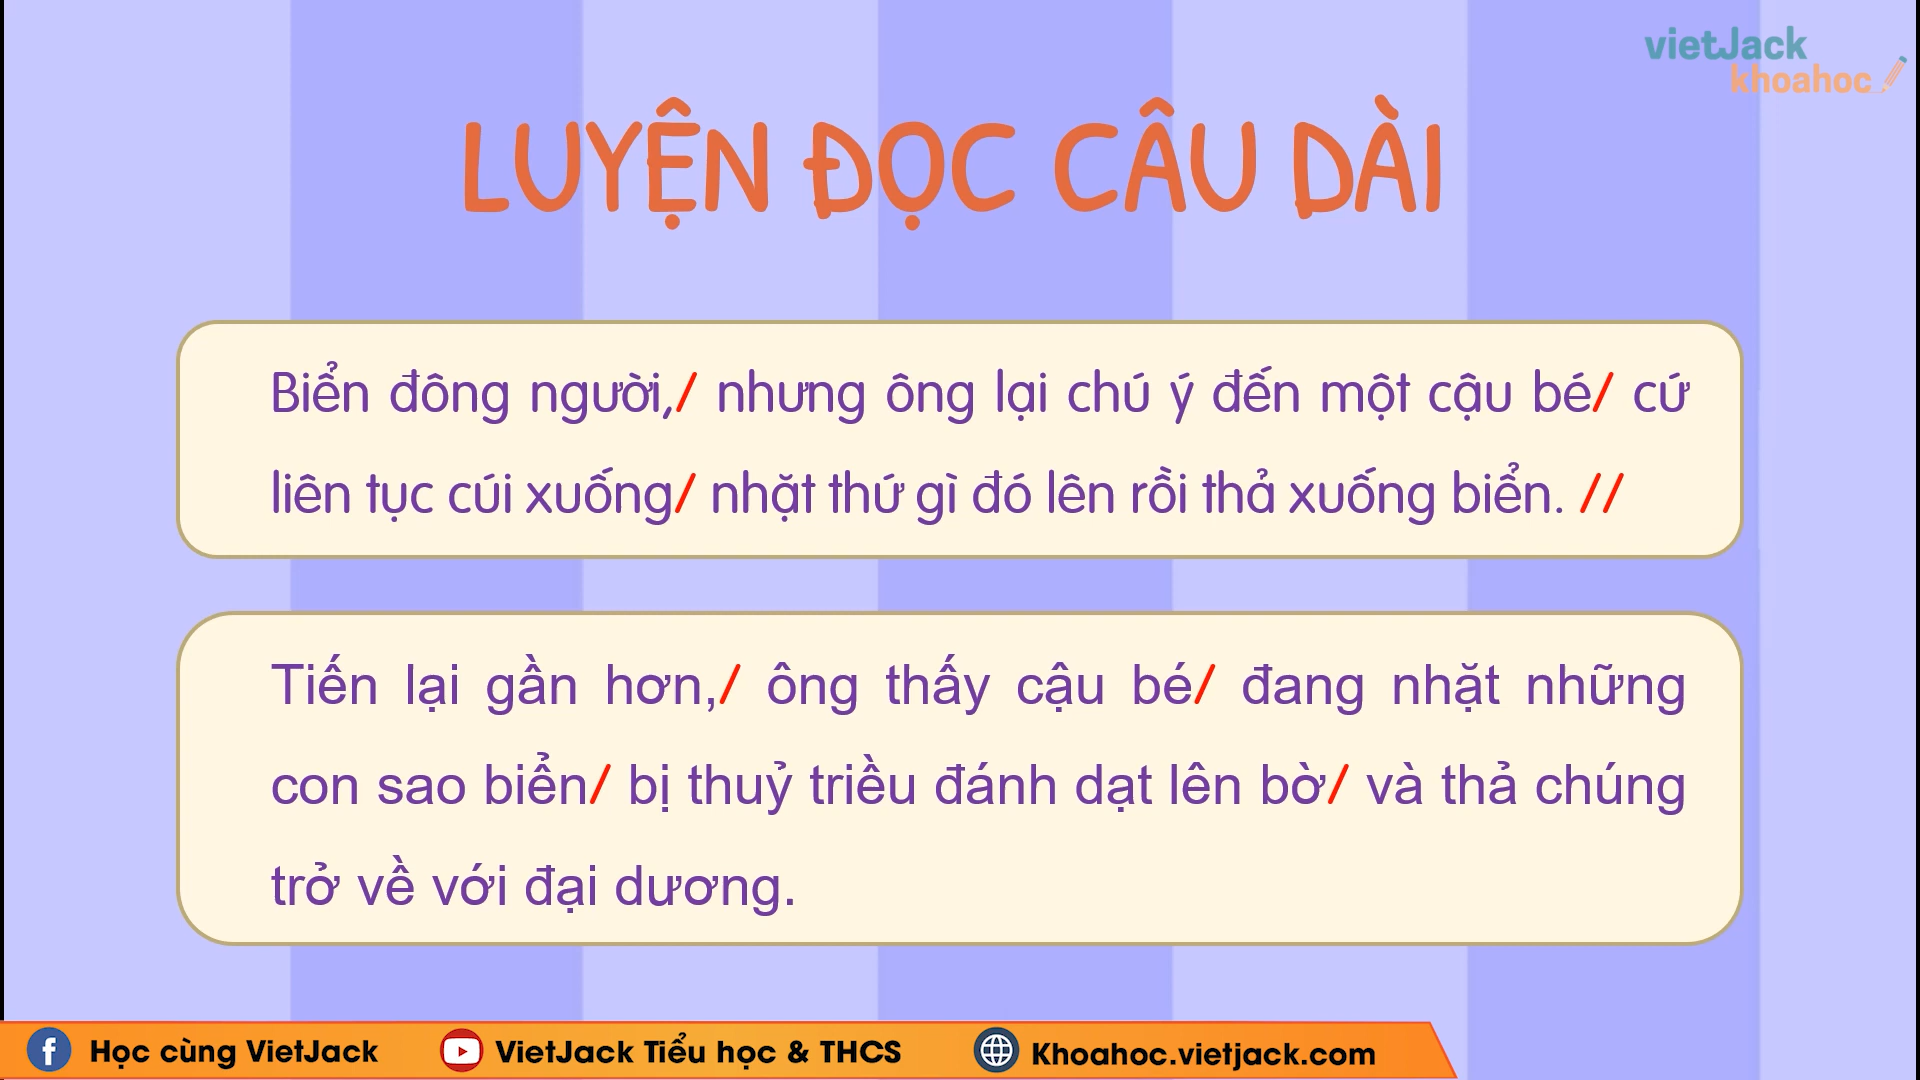 vietJack
khoahoc
LUYỆN ĐỌC CÂU DÀI
Biển đông người,/ nhưng ông lại chú ý đến một cậu bé/ cứ
liên tục cúi xuống/ nhặt thứ gì đó lên rồi thả xuống biển. //
Tiến lại gần hơn,/ ông thấy cậu bé/ đang nhặt những
con sao biển/ bị thuỷ triều đánh dạt lên bờ/ và thả chúng
trở về với đại dương.
Học cùng VietJack VietJack Tiểu học & THCS Khoahoc.vietjack.com